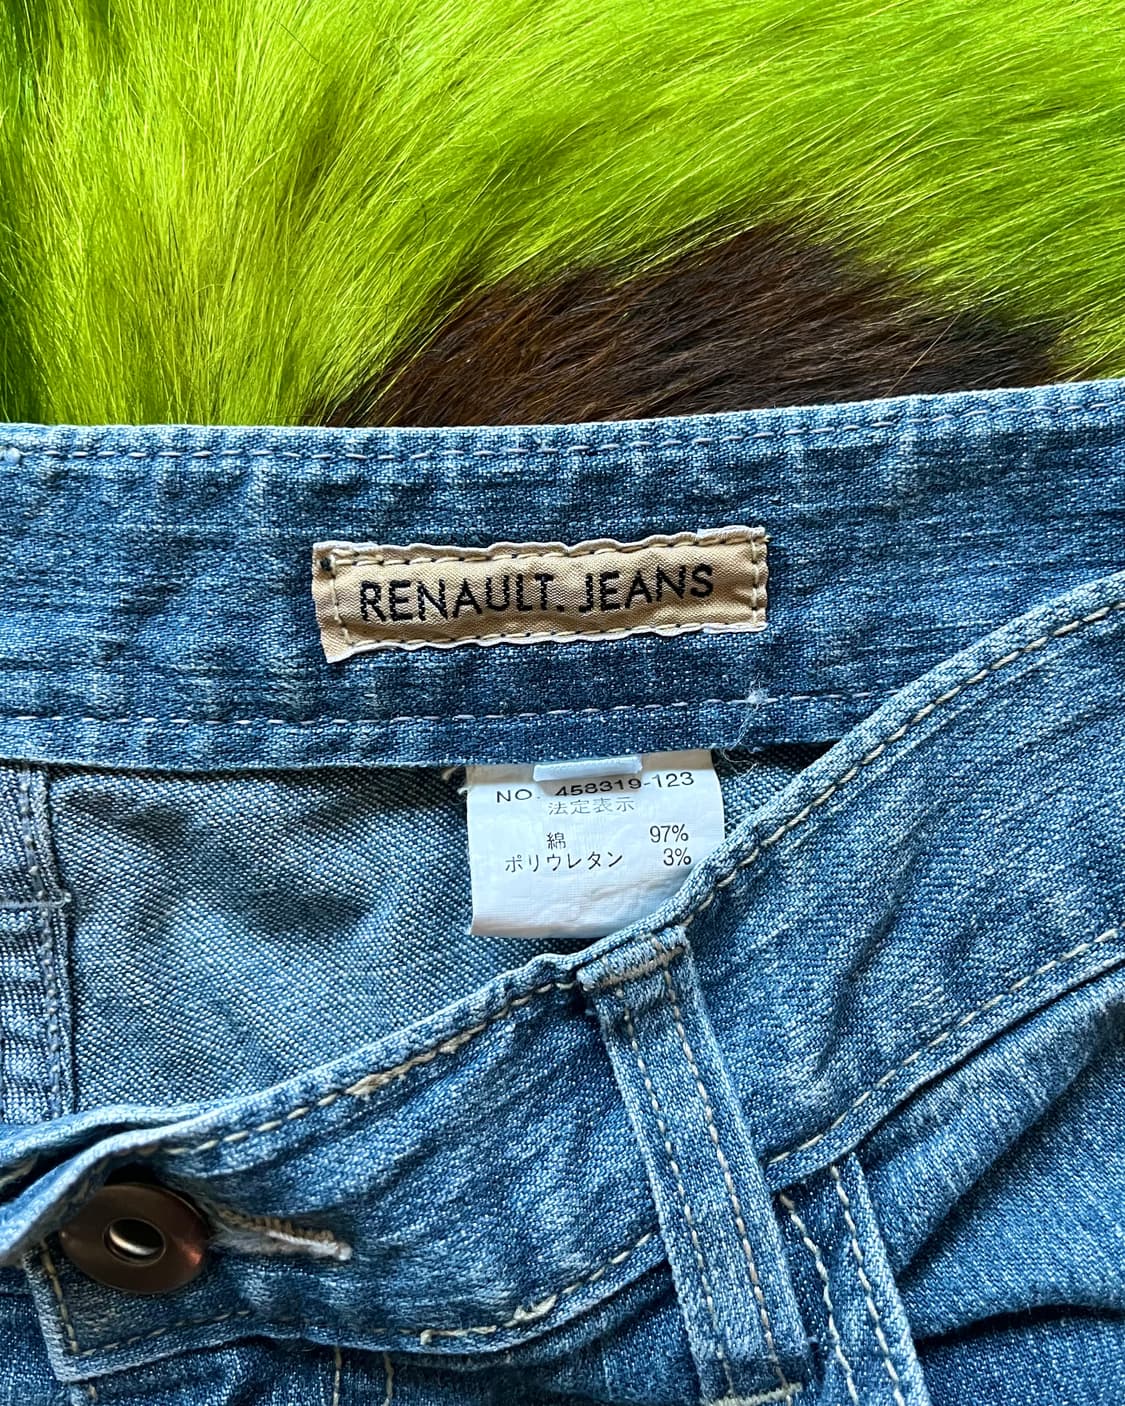 RENAULT. JEANS
NO. 458319-123
法定表示
綿 97%
ポリウレタン 3%